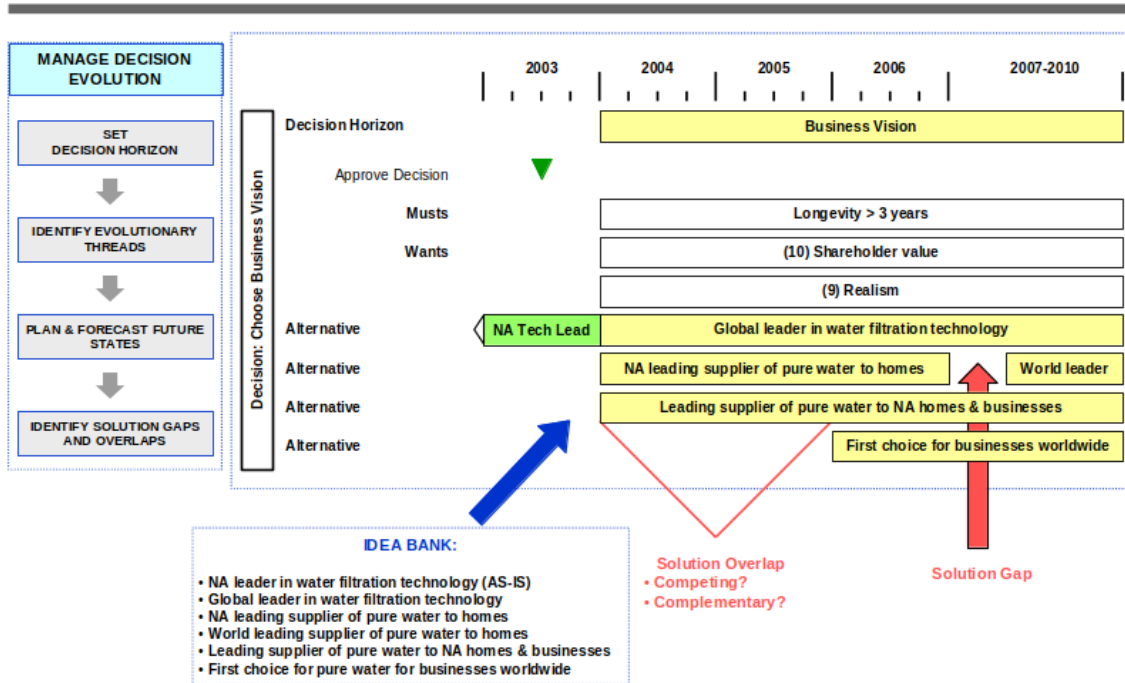 MANAGE DECISION
EVOLUTION
SET
DECISION HORIZON
IDENTIFY EVOLUTIONARY
THREADS
PLAN & FORECAST FUTURE
STATES
IDENTIFY SOLUTION GAPS
AND OVERLAPS
2003 2004 2005 2006 2007-2010
Decision: Choose Business Vision
Decision Horizon Business Vision
Approve Decision
Musts Longevity > 3 years
Wants (10) Shareholder value
(9) Realism
Alternative NA Tech Lead Global leader in water filtration technology
Alternative NA leading supplier of pure water to homes World leader
Alternative Leading supplier of pure water to NA homes & businesses
Alternative First choice for businesses worldwide
IDEA BANK:
• NA leader in water filtration technology (AS-IS)
• Global leader in water filtration technology
• NA leading supplier of pure water to homes
• World leading supplier of pure water to homes
• Leading supplier of pure water to NA homes & businesses
• First choice for pure water for businesses worldwide
Solution Overlap
• Competing?
• Complementary?
Solution Gap